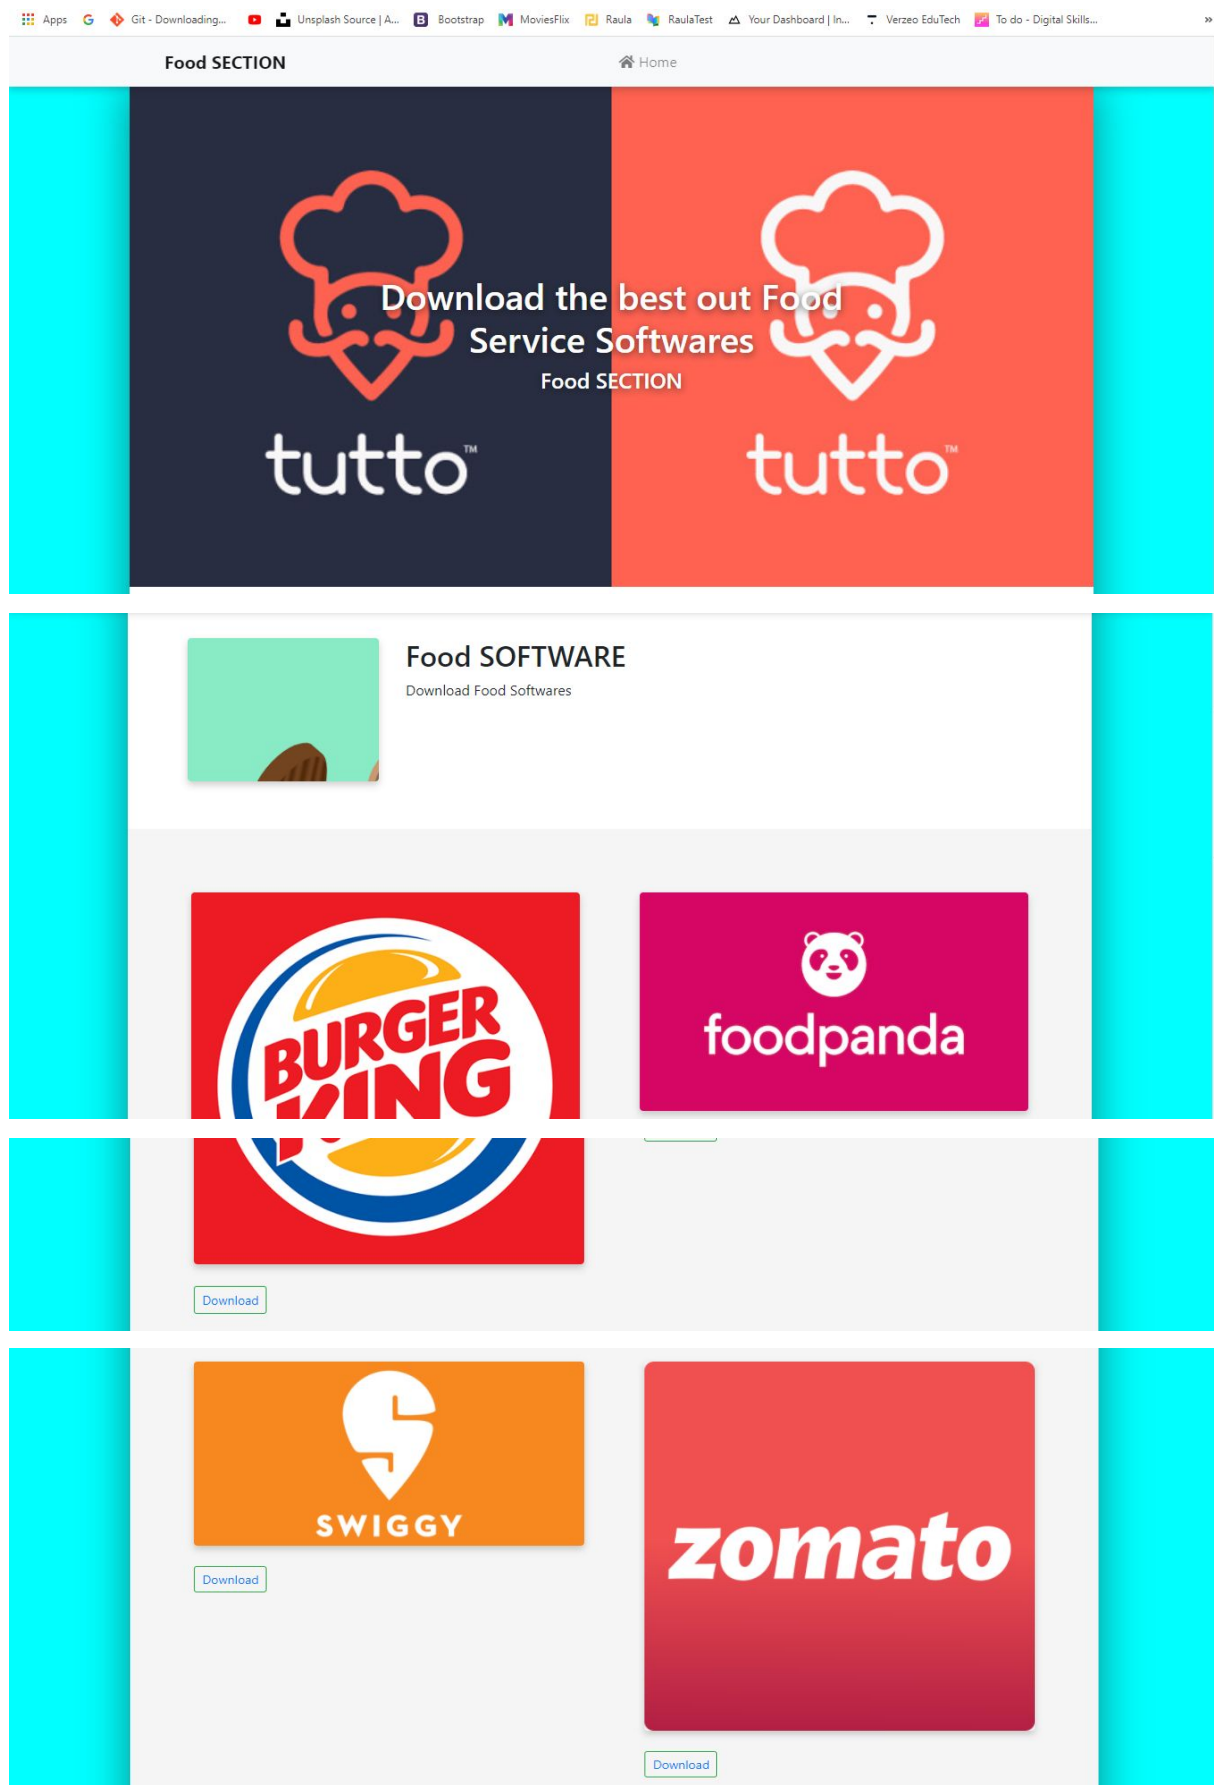 Apps Git - Downloading... Unsplash Source | A... Bootstrap MoviesFlix Raula RaulaTest Your Dashboard | In... Verzeo EduTech To do - Digital Skills... »
Food SECTION Home
Download the best out Food
Service Softwares
Food SECTION
tutto™ tutto™
Food SOFTWARE
Download Food Softwares
BURGER
KING
foodpanda
Download
SWIGGY
Download
zomato
Download